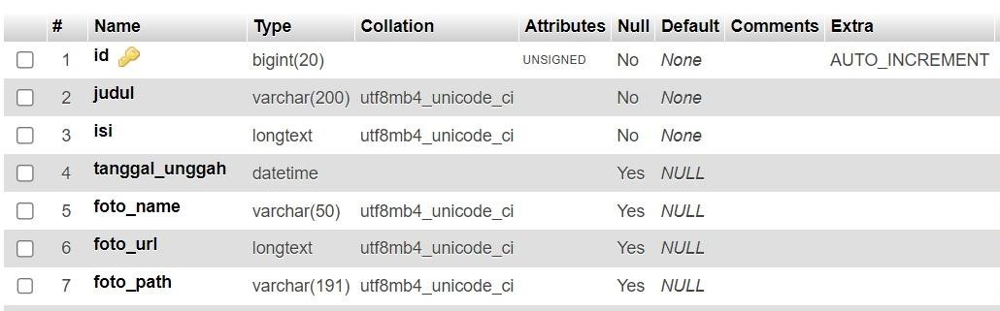 # Name Type Collation Attributes Null Default Comments Extra
1 id bigint(20) UNSIGNED No None AUTO_INCREMENT
2 judul varchar(200) utf8mb4_unicode_ci No None
3 isi longtext utf8mb4_unicode_ci No None
4 tanggal_unggah datetime Yes NULL
5 foto_name varchar(50) utf8mb4_unicode_ci Yes NULL
6 foto_url longtext utf8mb4_unicode_ci Yes NULL
7 foto_path varchar(191) utf8mb4_unicode_ci Yes NULL